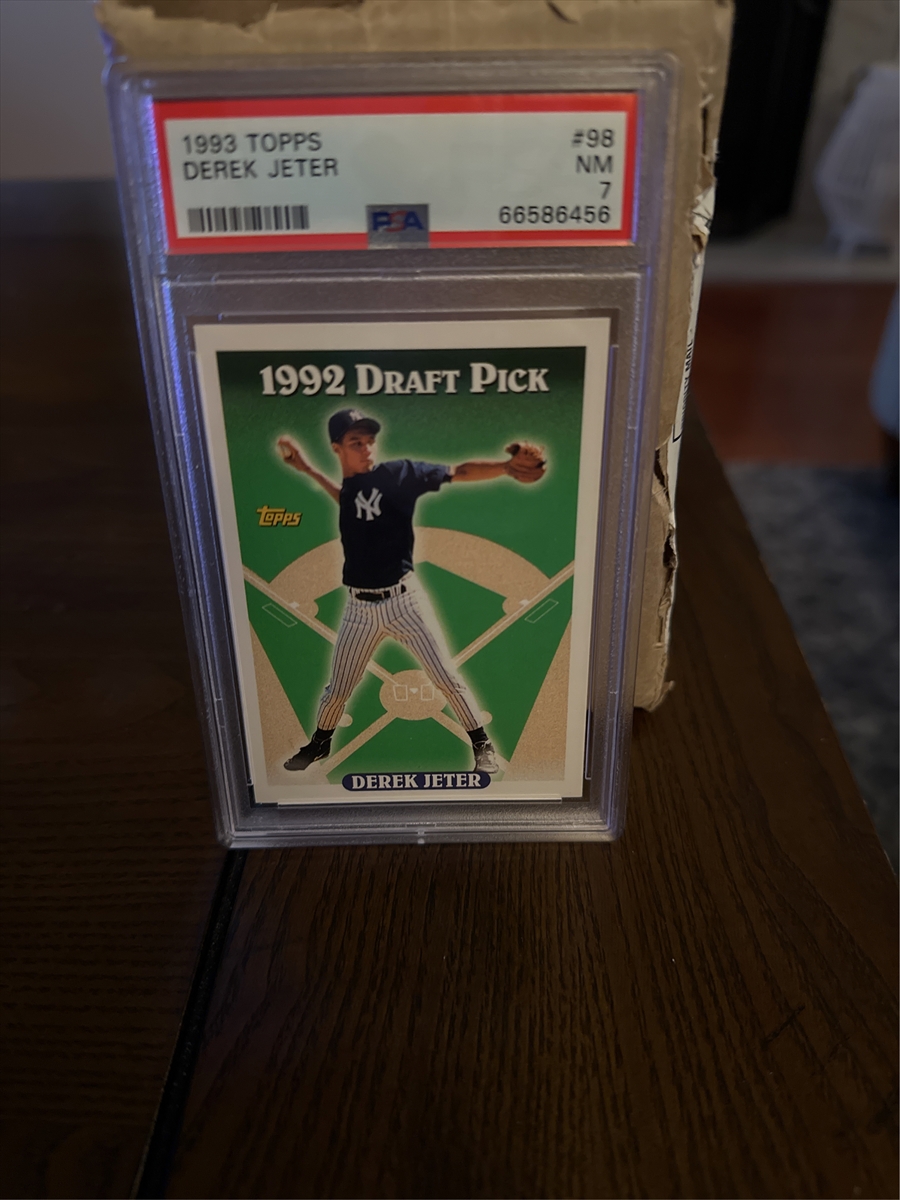 1993 TOPPS #98
DEREK JETER NM
7
PSA 66586456
1992 DRAFT PICK
NY
topps
DEREK JETER